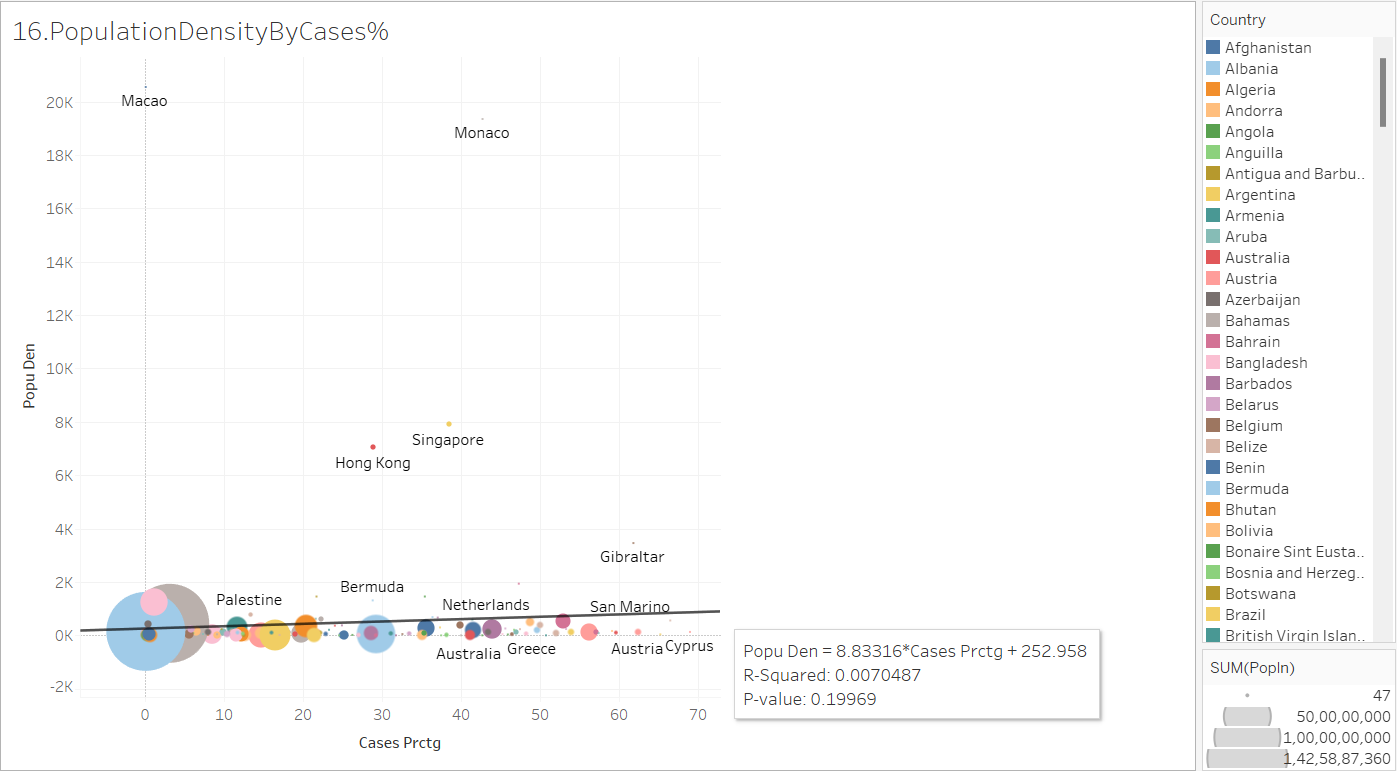 16.PopulationDensityByCases%
Macao
Monaco
Singapore
Hong Kong
Gibraltar
Bermuda
Palestine
Netherlands
San Marino
Australia
Greece
Austria
Cyprus
Popu Den
20K
18K
16K
14K
12K
10K
8K
6K
4K
2K
0K
-2K
0 10 20 30 40 50 60 70
Cases Prctg
Popu Den = 8.83316*Cases Prctg + 252.958
R-Squared: 0.0070487
P-value: 0.19969
Country
Afghanistan
Albania
Algeria
Andorra
Angola
Anguilla
Antigua and Barbu..
Argentina
Armenia
Aruba
Australia
Austria
Azerbaijan
Bahamas
Bahrain
Bangladesh
Barbados
Belarus
Belgium
Belize
Benin
Bermuda
Bhutan
Bolivia
Bonaire Sint Eusta..
Bosnia and Herzeg..
Botswana
Brazil
British Virgin Islan..
SUM(PopIn)
47
50,00,00,000
1,00,00,00,000
1,42,58,87,360